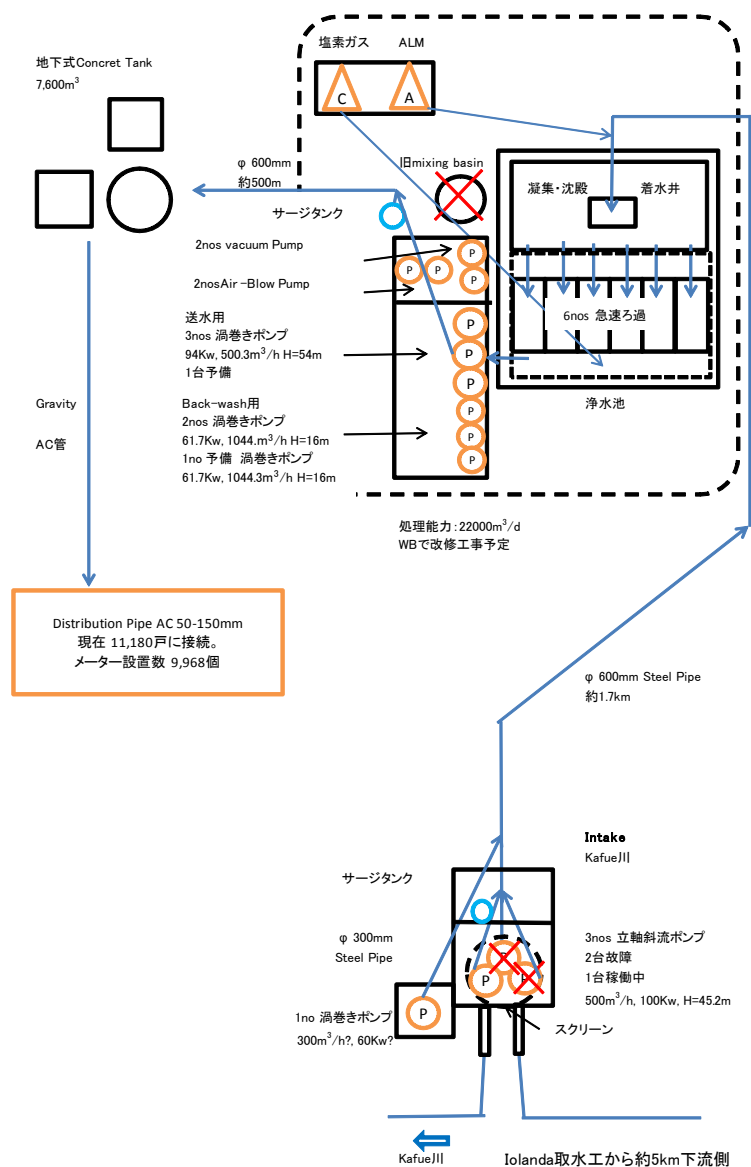 塩素ガス
ALM
地下式Concret Tank
7,600m³
C
A
φ 600mm
約500m
旧mixing basin
凝集・沈殿
着水井
サージタンク
2nos vacuum Pump
P
P
P
P
2nosAir-Blow Pump
6nos 急速ろ過
送水用
3nos 渦巻きポンプ
94Kw, 500.3m³/h H=54m
1台予備
P
P
P
浄水池
Gravity
AC管
Back-wash用
2nos 渦巻きポンプ
61.7Kw, 1044.m³/h H=16m
1no 予備 渦巻きポンプ
61.7Kw, 1044.3m³/h H=16m
P
P
P
処理能力：22000m³/d
WBで改修工事予定
Distribution Pipe AC 50-150mm
現在 11,180戸に接続。
メーター設置数 9,968個
φ 600mm Steel Pipe
約1.7km
Intake
Kafue川
サージタンク
φ 300mm
Steel Pipe
3nos 立軸斜流ポンプ
2台故障
1台稼働中
500m³/h, 100Kw, H=45.2m
P
P
P
P
スクリーン
1no 渦巻きポンプ
300m³/h?, 60Kw?
Kafue川
Iolanda取水工から約5km下流側